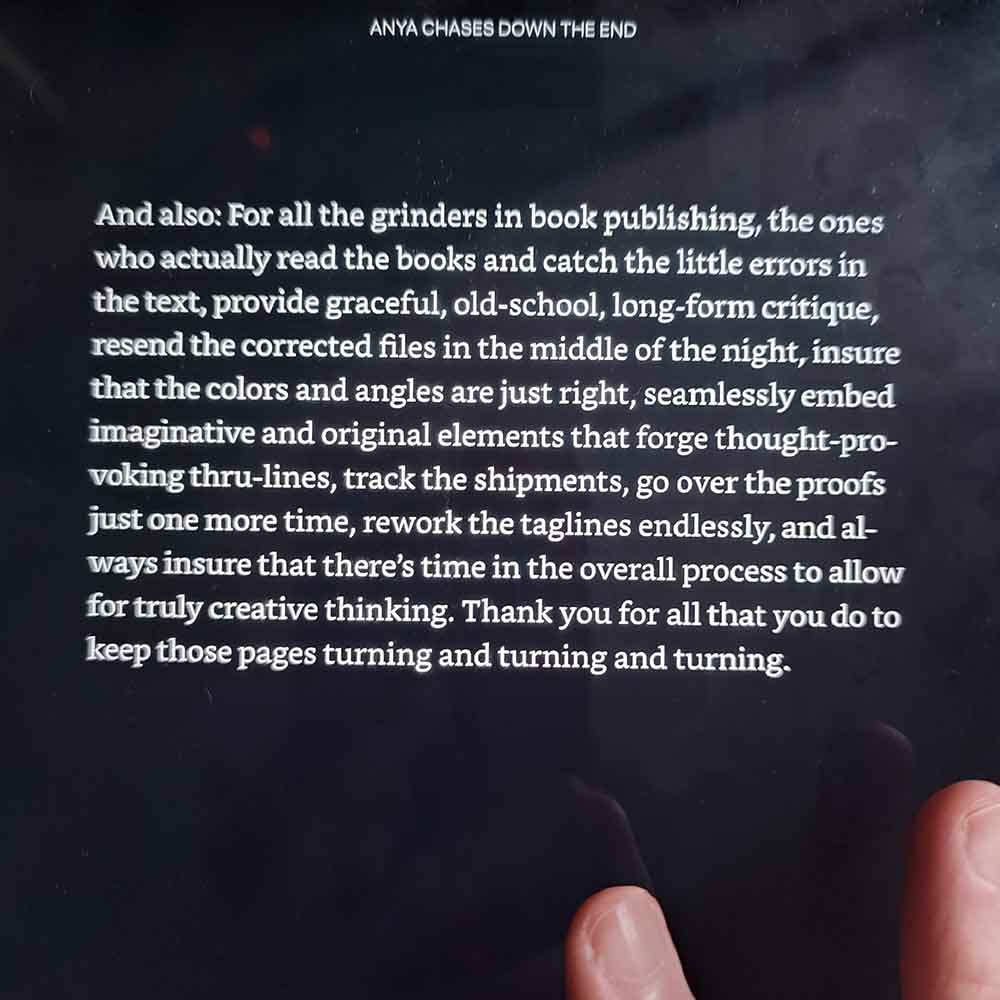 ANYA CHASES DOWN THE END
And also: For all the grinders in book publishing, the ones
who actually read the books and catch the little errors in
the text, provide graceful, old-school, long-form critique,
resend the corrected files in the middle of the night, insure
that the colors and angles are just right, seamlessly embed
imaginative and original elements that forge thought-pro-
voking thru-lines, track the shipments, go over the proofs
just one more time, rework the taglines endlessly, and al-
ways insure that there’s time in the overall process to allow
for truly creative thinking. Thank you for all that you do to
keep those pages turning and turning and turning.